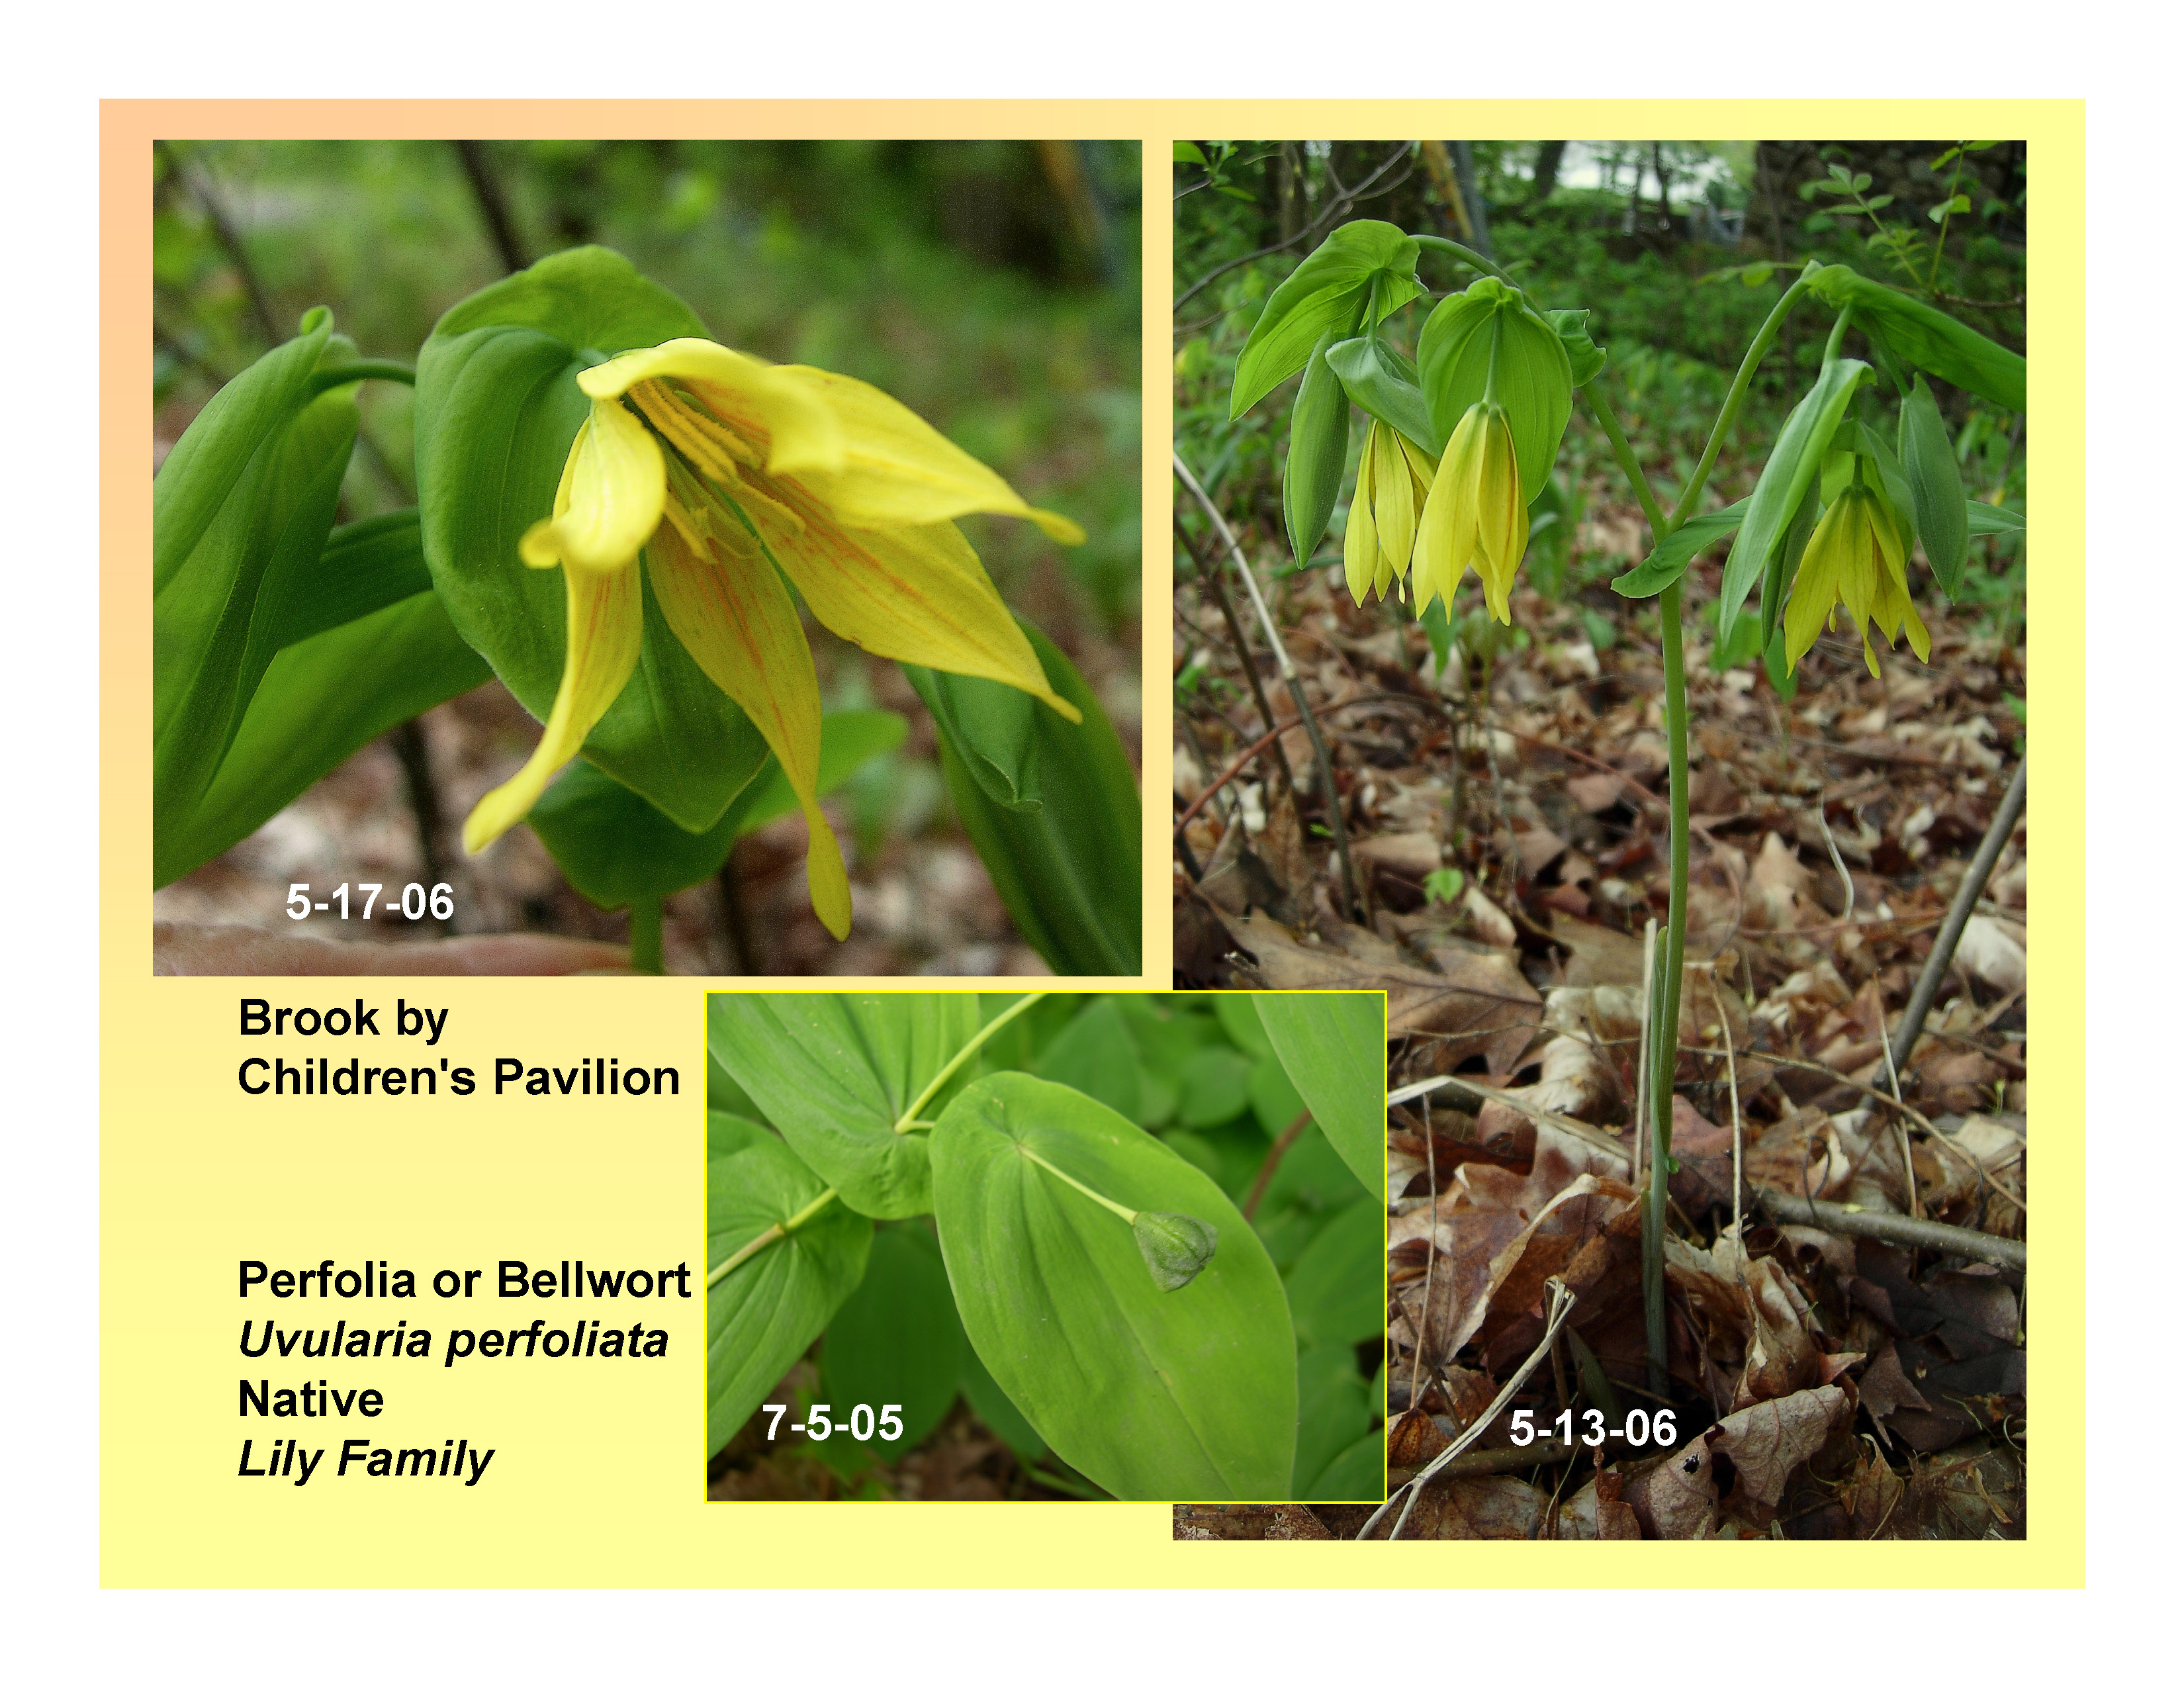 5-17-06
Brook by
Children's Pavilion
Perfolia or Bellwort
Uvularia perfoliata
Native
Lily Family
7-5-05
5-13-06